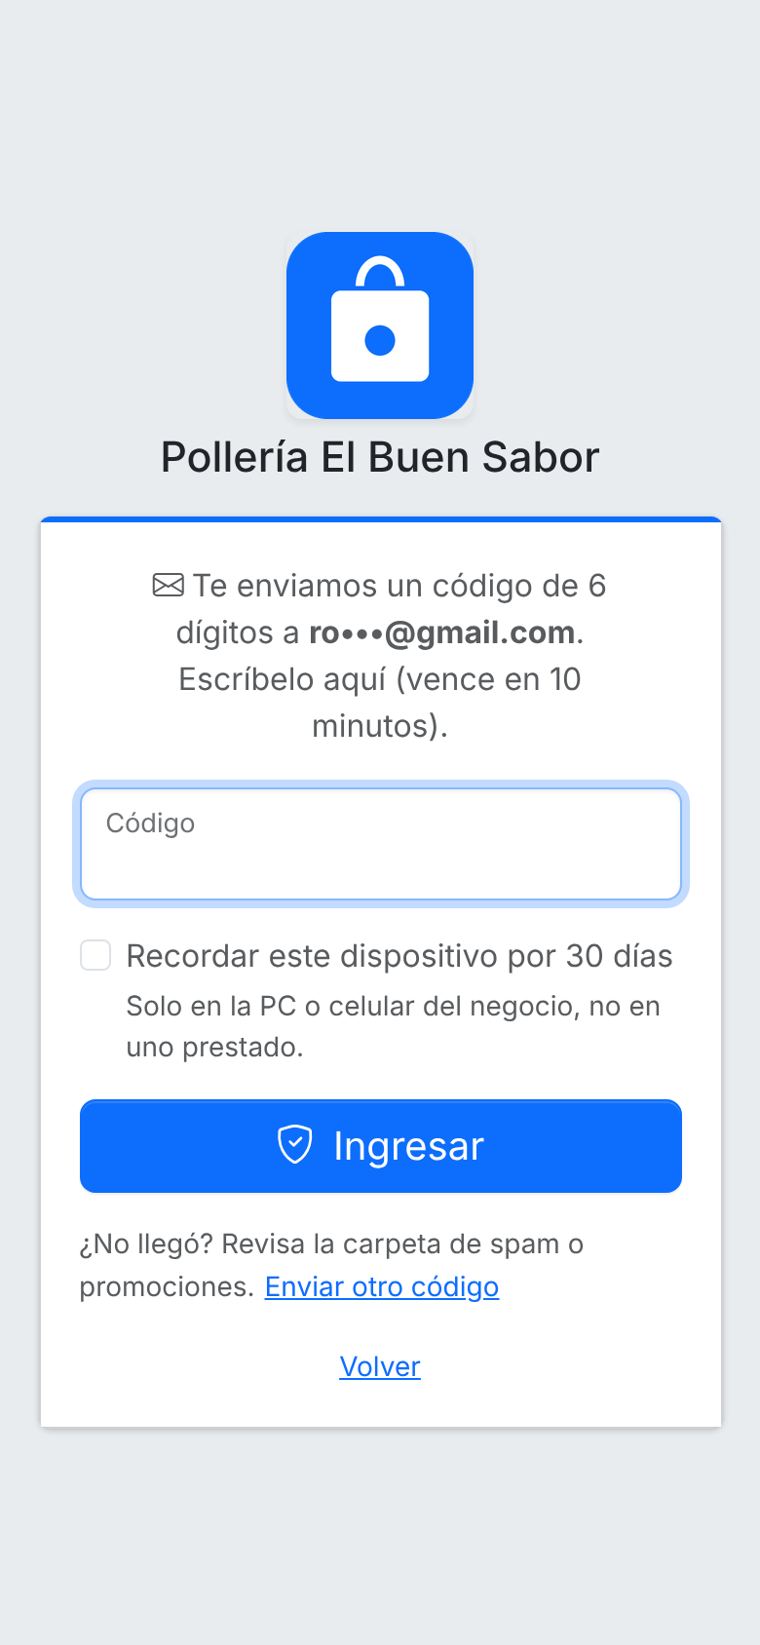 Pollería El Buen Sabor
Te enviamos un código de 6
dígitos a ro•••@gmail.com.
Escríbelo aquí (vence en 10
minutos).
Código
Recordar este dispositivo por 30 días
Solo en la PC o celular del negocio, no en
uno prestado.
Ingresar
¿No llegó? Revisa la carpeta de spam o
promociones. Enviar otro código
Volver